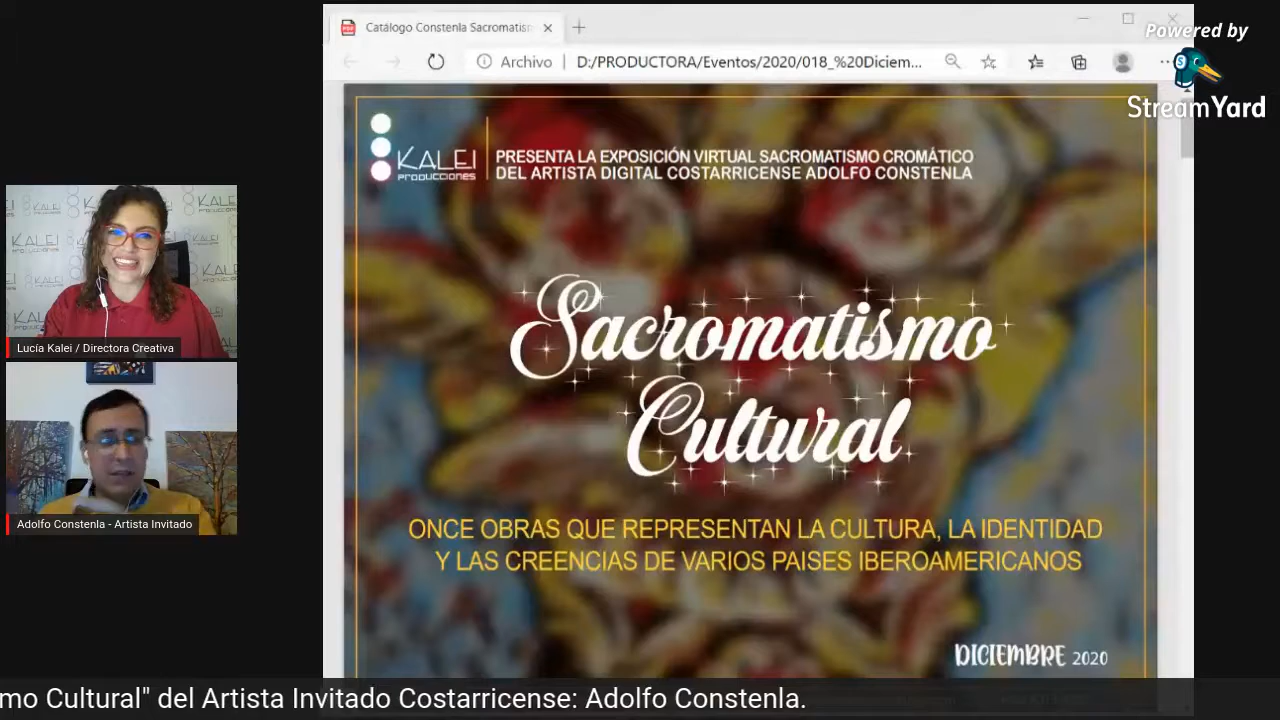 Catálogo Constenla Sacromatism
Archivo
D:/PRODUCTORA/Eventos/2020/018_%20Diciem...
Powered by
StreamYard
KALEI
PRODUCCIONES
PRESENTA LA EXPOSICIÓN VIRTUAL SACROMATISMO CROMÁTICO
DEL ARTISTA DIGITAL COSTARRICENSE ADOLFO CONSTENLA
Sacromatismo
Cultural
ONCE OBRAS QUE REPRESENTAN LA CULTURA, LA IDENTIDAD
Y LAS CREENCIAS DE VARIOS PAISES IBEROAMERICANOS
DICIEMBRE 2020
Lucía Kalei / Directora Creativa
Adolfo Constenla - Artista Invitado
mo Cultural" del Artista Invitado Costarricense: Adolfo Constenla.